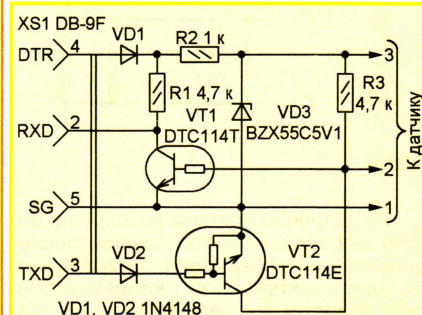 XS1 DB-9F
VD1
R2 1 к
DTR 4
3
R1 4,7 к
R3
4,7 к
RXD 2
VT1
DTC114T
VD3
BZX55C5V1
2
SG 5
1
К датчику
TXD 3
VD2
VT2
DTC114E
VD1, VD2 1N4148